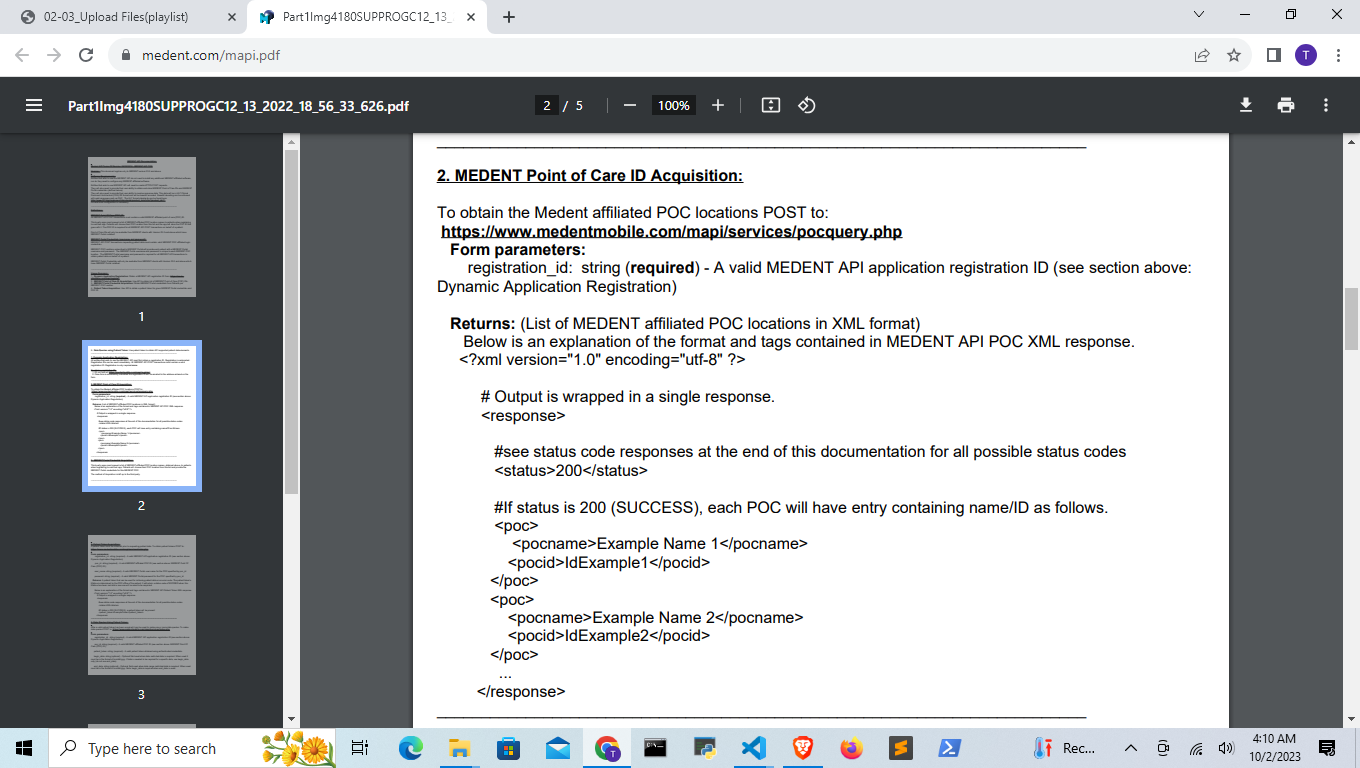 02-03_Upload Files(playlist)
Part1Img4180SUPPROGC12_13_
medent.com/mapi.pdf
T
Part1Img4180SUPPROGC12_13_2022_18_56_33_626.pdf
2 / 5
100%
1
2
3
2. MEDENT Point of Care ID Acquisition:
To obtain the Medent affiliated POC locations POST to:
https://www.medentmobile.com/mapi/services/pocquery.php
Form parameters:
registration_id: string (required) - A valid MEDENT API application registration ID (see section above:
Dynamic Application Registration)
Returns: (List of MEDENT affiliated POC locations in XML format)
Below is an explanation of the format and tags contained in MEDENT API POC XML response.
<?xml version="1.0" encoding="utf-8" ?>
# Output is wrapped in a single response.
<response>
#see status code responses at the end of this documentation for all possible status codes
<status>200</status>
#If status is 200 (SUCCESS), each POC will have entry containing name/ID as follows.
<poc>
<pocname>Example Name 1</pocname>
<pocid>IdExample1</pocid>
</poc>
<poc>
<pocname>Example Name 2</pocname>
<pocid>IdExample2</pocid>
</poc>
...
</response>
Type here to search
Rec...
4:10 AM
10/2/2023